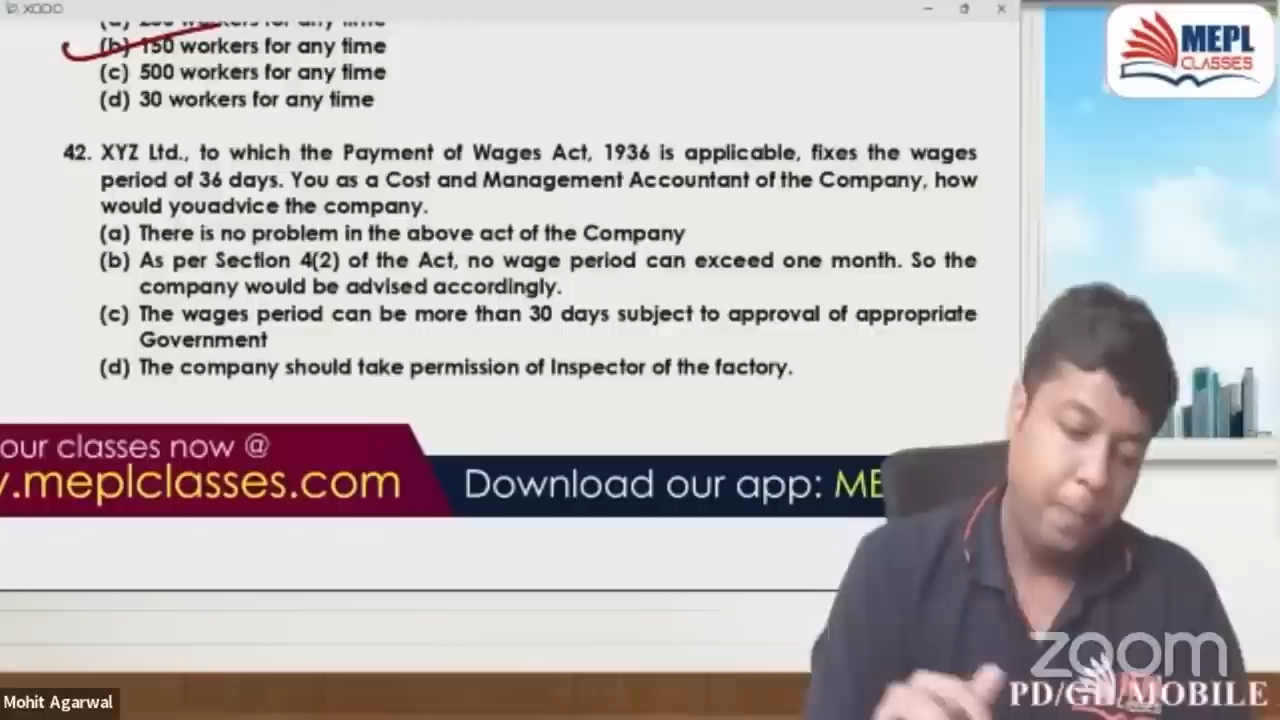 XODO
(b) 150 workers for any time
(c) 500 workers for any time
(d) 30 workers for any time
42. XYZ Ltd., to which the Payment of Wages Act, 1936 is applicable, fixes the wages
period of 36 days. You as a Cost and Management Accountant of the Company, how
would youadvice the company.
(a) There is no problem in the above act of the Company
(b) As per Section 4(2) of the Act, no wage period can exceed one month. So the
company would be advised accordingly.
(c) The wages period can be more than 30 days subject to approval of appropriate
Government
(d) The company should take permission of Inspector of the factory.
MEPL
CLASSES
our classes now @
.meplclasses.com
Download our app: ME
zoom
PD/GD/MOBILE
Mohit Agarwal